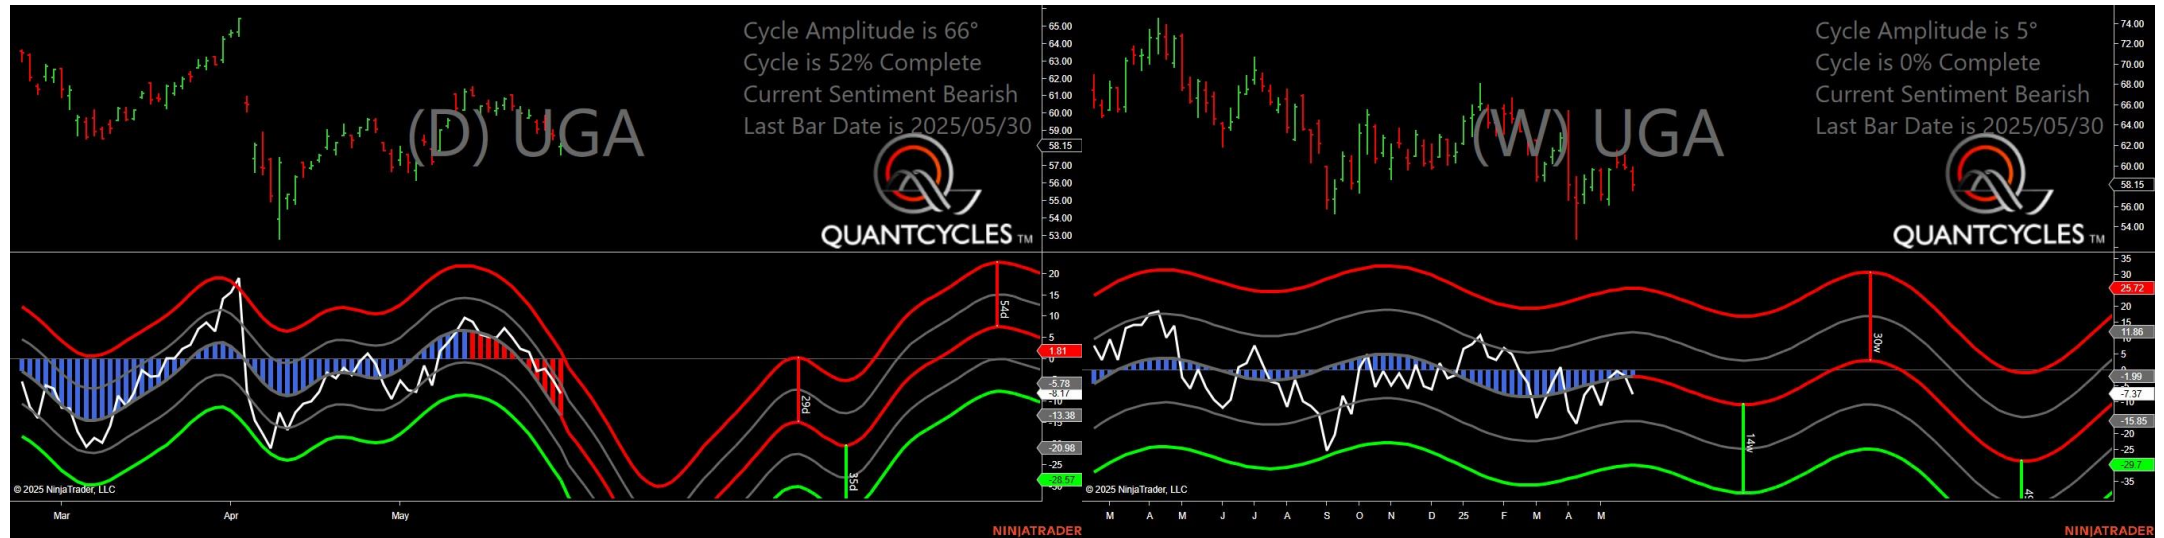 Cycle Amplitude is 66°
Cycle is 52% Complete
Current Sentiment Bearish
Last Bar Date is 2025/05/30
(D) UGA
QUANTCYCLES TM
65.00
64.00
63.00
62.00
61.00
60.00
59.00
58.15
57.00
56.00
55.00
54.00
53.00
54d
29d
35d
20
15
10
5
1.81
-5.78
-8.17
-10
-13.38
-15
-20.98
-25
-28.57
© 2025 NinjaTrader, LLC
Mar
Apr
May
NINJATRADER
Cycle Amplitude is 5°
Cycle is 0% Complete
Current Sentiment Bearish
Last Bar Date is 2025/05/30
(W) UGA
QUANTCYCLES TM
74.00
72.00
70.00
68.00
66.00
64.00
62.00
60.00
58.15
56.00
54.00
30w
14w
35
30
25.72
20
15
11.86
5
-1.99
-7.37
-10
-15.85
-20
-25
-29.7
-35
© 2025 NinjaTrader, LLC
M
A
M
J
J
A
S
O
N
D
25
F
M
A
M
NINJATRADER